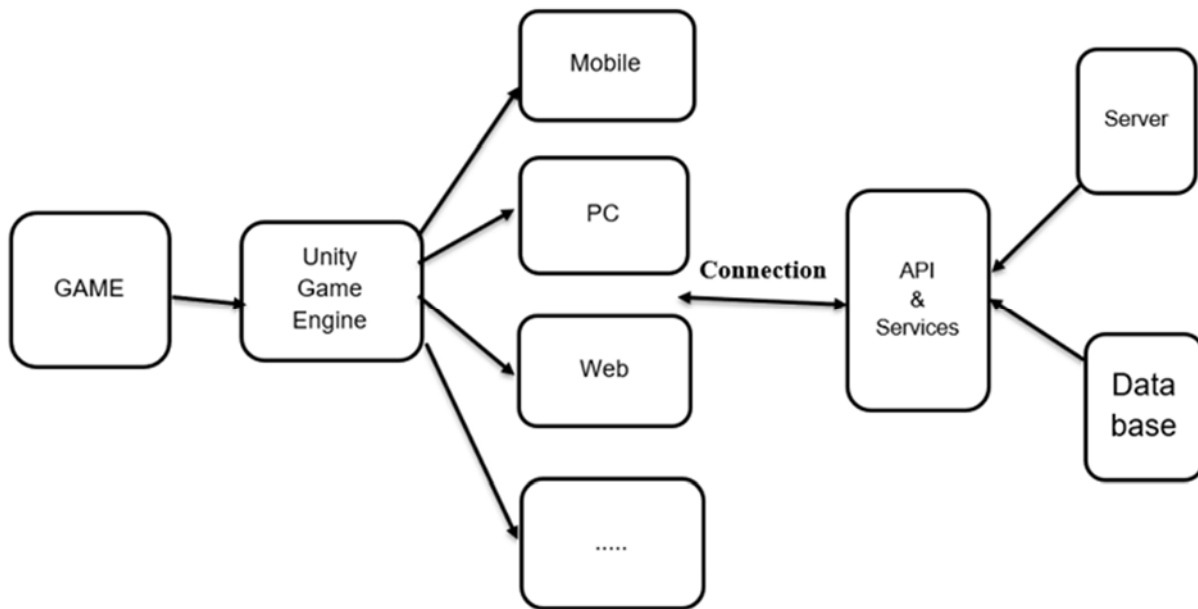 GAME
Unity
Game
Engine
Mobile
PC
Web
.....
Connection
API
&
Services
Server
Data
base